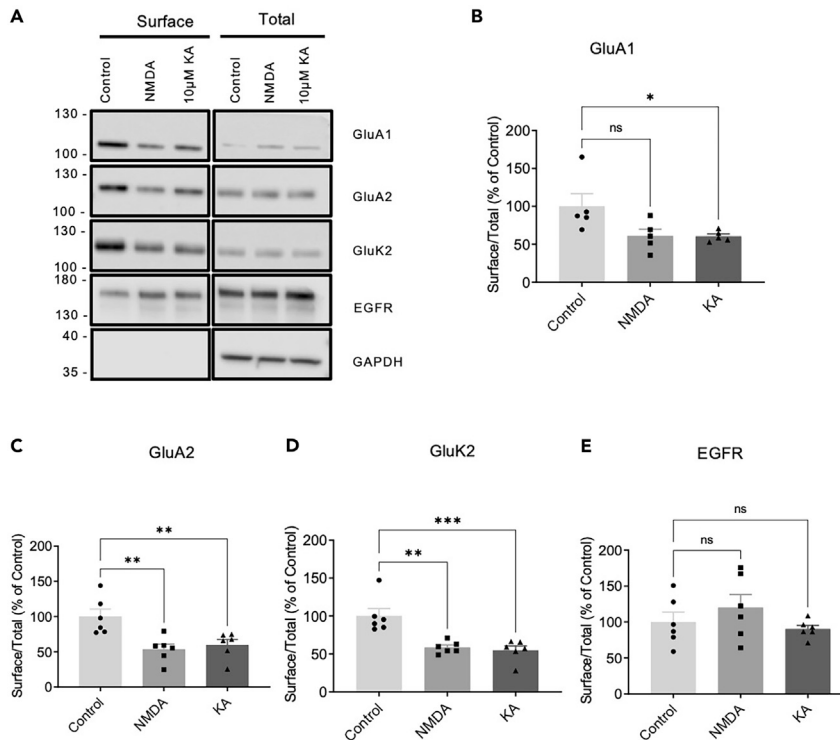 A
Surface Total
Control NMDA 10µM KA Control NMDA 10µM KA
130 -
100 -
GluA1
130 -
100 -
GluA2
130 -
100 -
GluK2
180 -
130 -
EGFR
40 -
35 -
GAPDH
B
GluA1
Surface/Total (% of Control)
200
150
100
50
0
*
ns
Control NMDA KA
C
GluA2
Surface/Total (% of Control)
200
150
100
50
0
**
**
Control NMDA KA
D
GluK2
Surface/Total (% of Control)
200
150
100
50
0
***
**
Control NMDA KA
E
EGFR
Surface/Total (% of Control)
200
150
100
50
0
ns
ns
Control NMDA KA